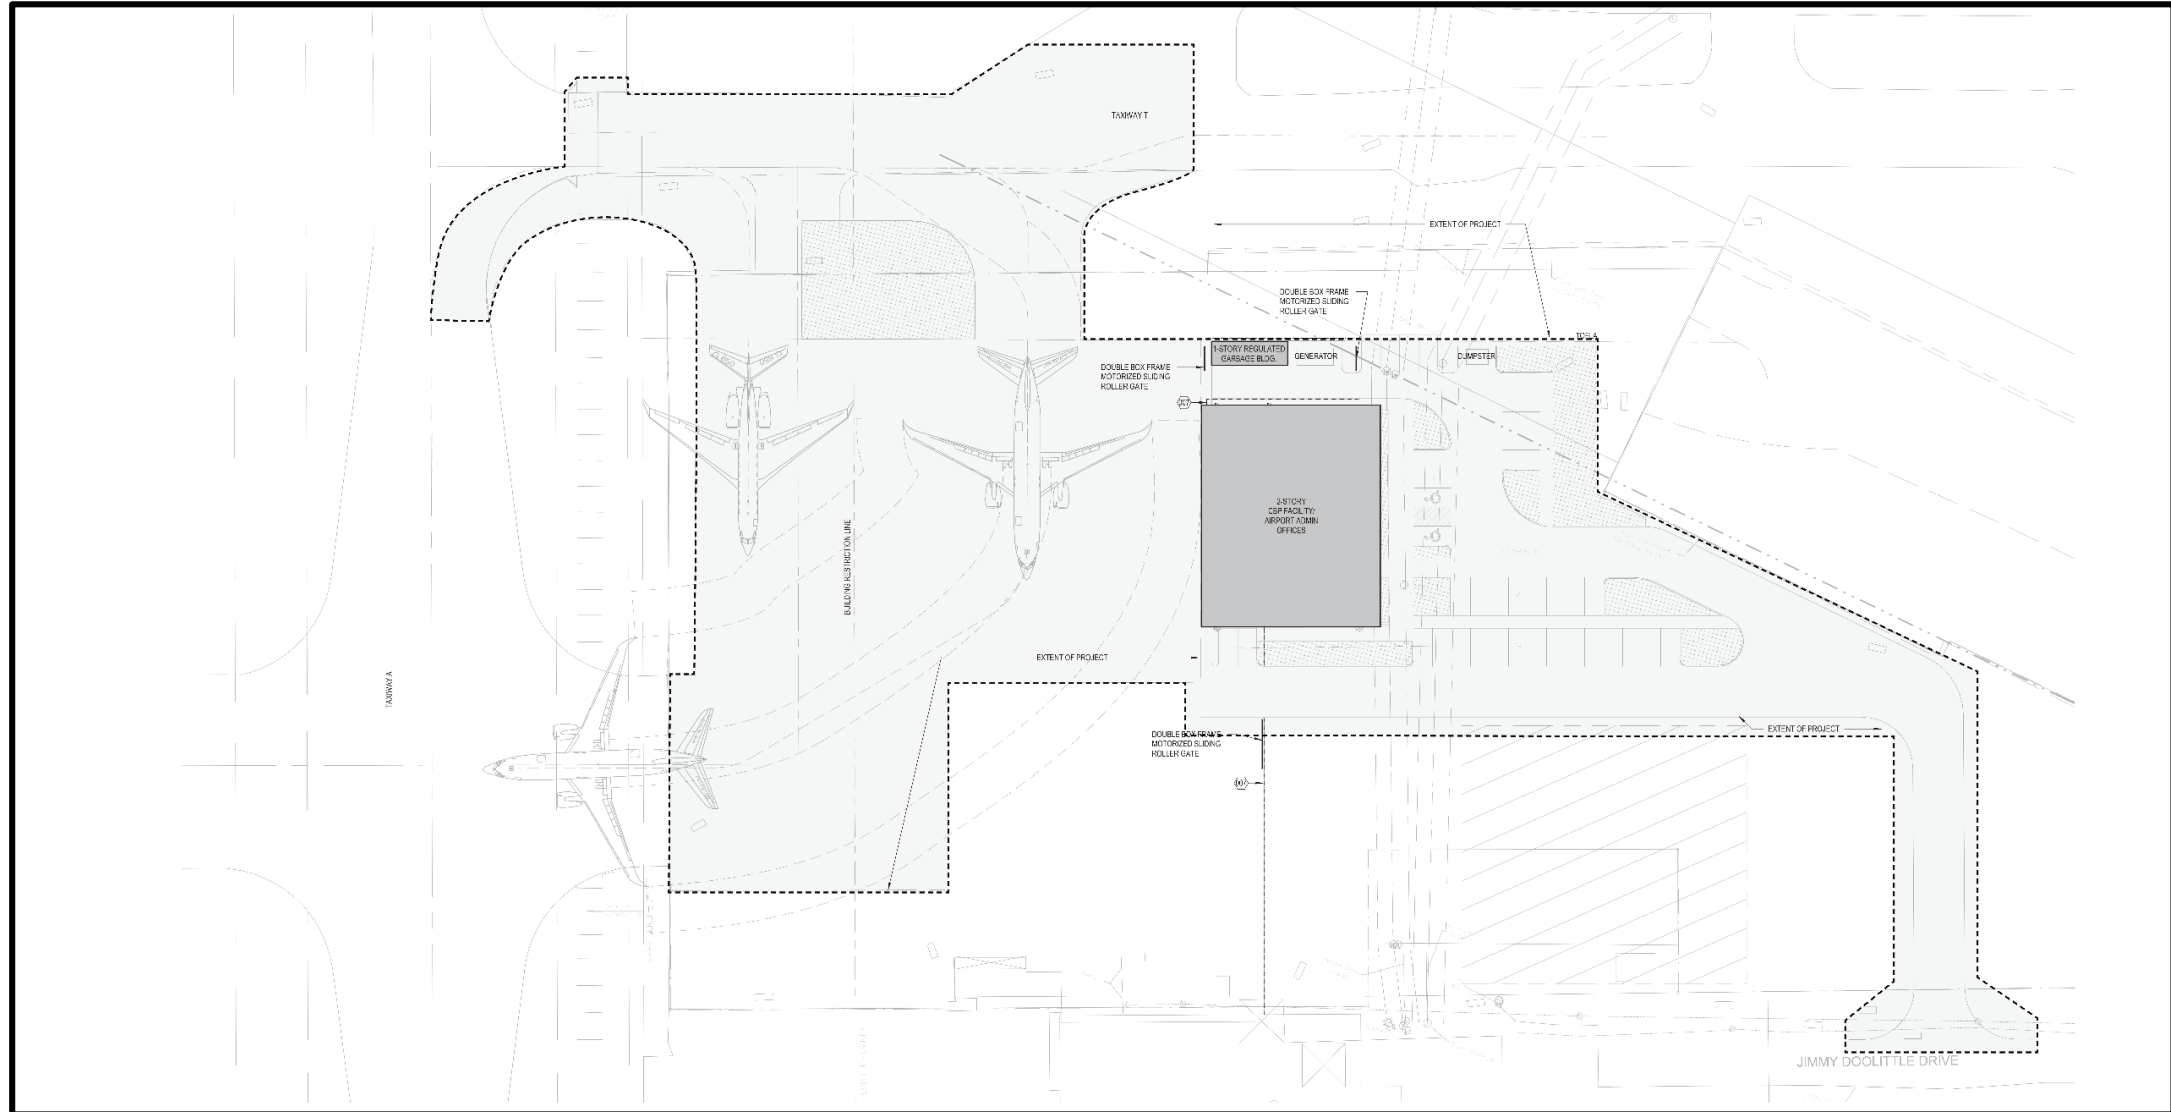 TAXIWAY T
EXTENT OF PROJECT
DOUBLE BOX FRAME
MOTORIZED SLIDING
ROLLER GATE
TOFLA
1-STORY REGULATED
GARBAGE BLDG.
GENERATOR
DUMPSTER
DOUBLE BOX FRAME
MOTORIZED SLIDING
ROLLER GATE
2-STORY
CBP FACILITY/
AIRPORT ADMIN
OFFICES
BUILDING RESTRICTION LINE
EXTENT OF PROJECT
TAXIWAY A
EXTENT OF PROJECT
DOUBLE BOX FRAME
MOTORIZED SLIDING
ROLLER GATE
JIMMY DOOLITTLE DRIVE